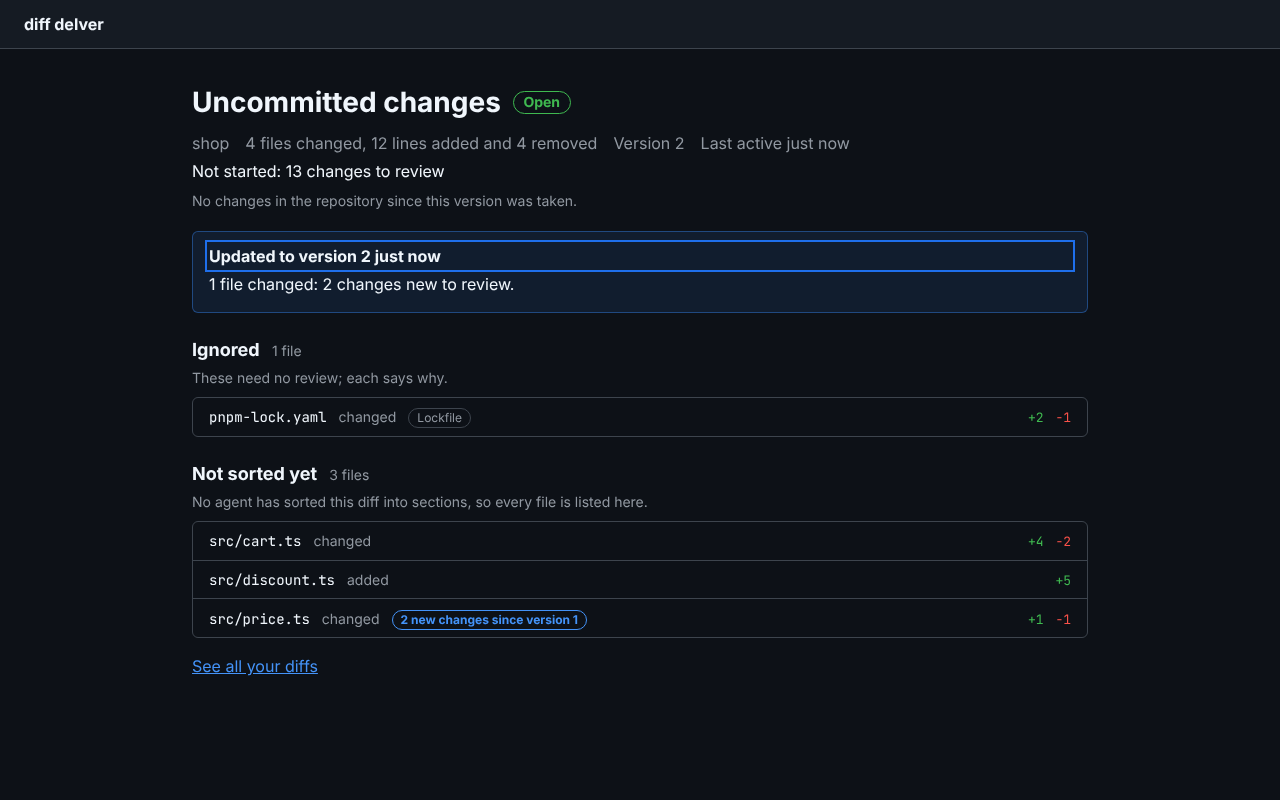 diff delver
Uncommitted changes Open
shop 4 files changed, 12 lines added and 4 removed Version 2 Last active just now
Not started: 13 changes to review
No changes in the repository since this version was taken.
Updated to version 2 just now
1 file changed: 2 changes new to review.
Ignored 1 file
These need no review; each says why.
pnpm-lock.yaml changed Lockfile +2 -1
Not sorted yet 3 files
No agent has sorted this diff into sections, so every file is listed here.
src/cart.ts changed +4 -2
src/discount.ts added +5
src/price.ts changed 2 new changes since version 1 +1 -1
See all your diffs